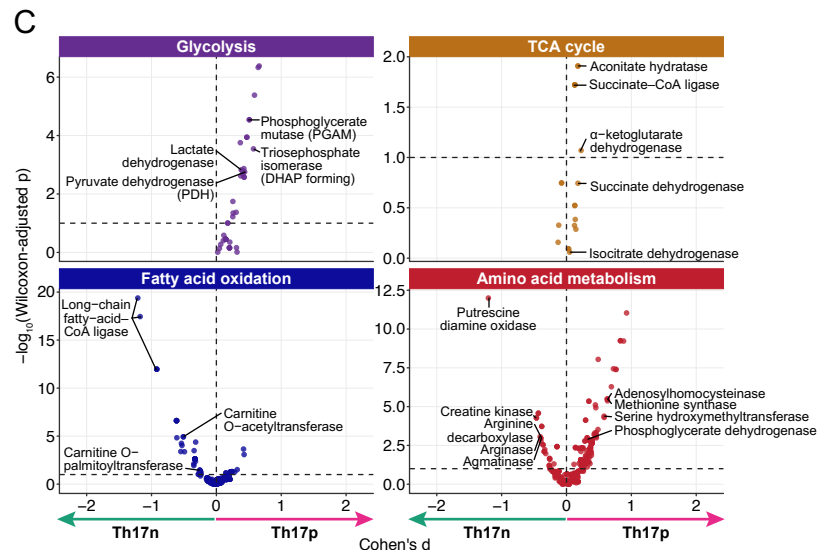 C
Glycolysis
TCA cycle
−log10(Wilcoxon-adjusted p)
6
4
2
0
Phosphoglycerate
mutase (PGAM)
Lactate
dehydrogenase
Triosephosphate
isomerase
(DHAP forming)
Pyruvate dehydrogenase
(PDH)
2.0
1.5
1.0
0.5
0.0
Aconitate hydratase
Succinate–CoA ligase
α−ketoglutarate
dehydrogenase
Succinate dehydrogenase
Isocitrate dehydrogenase
Fatty acid oxidation
Amino acid metabolism
20
15
10
5
0
Long−chain
fatty−acid–
CoA ligase
Carnitine
O−acetyltransferase
Carnitine O−
palmitoyltransferase
12.5
10.0
7.5
5.0
2.5
0.0
Putrescine
diamine oxidase
Creatine kinase
Arginine
decarboxylase
Arginase
Agmatinase
Adenosylhomocysteinase
Methionine synthase
Serine hydroxymethyltransferase
Phosphoglycerate dehydrogenase
−2 −1 0 1 2
−2 −1 0 1 2
Th17n Th17p
Th17n Th17p
Cohen's d